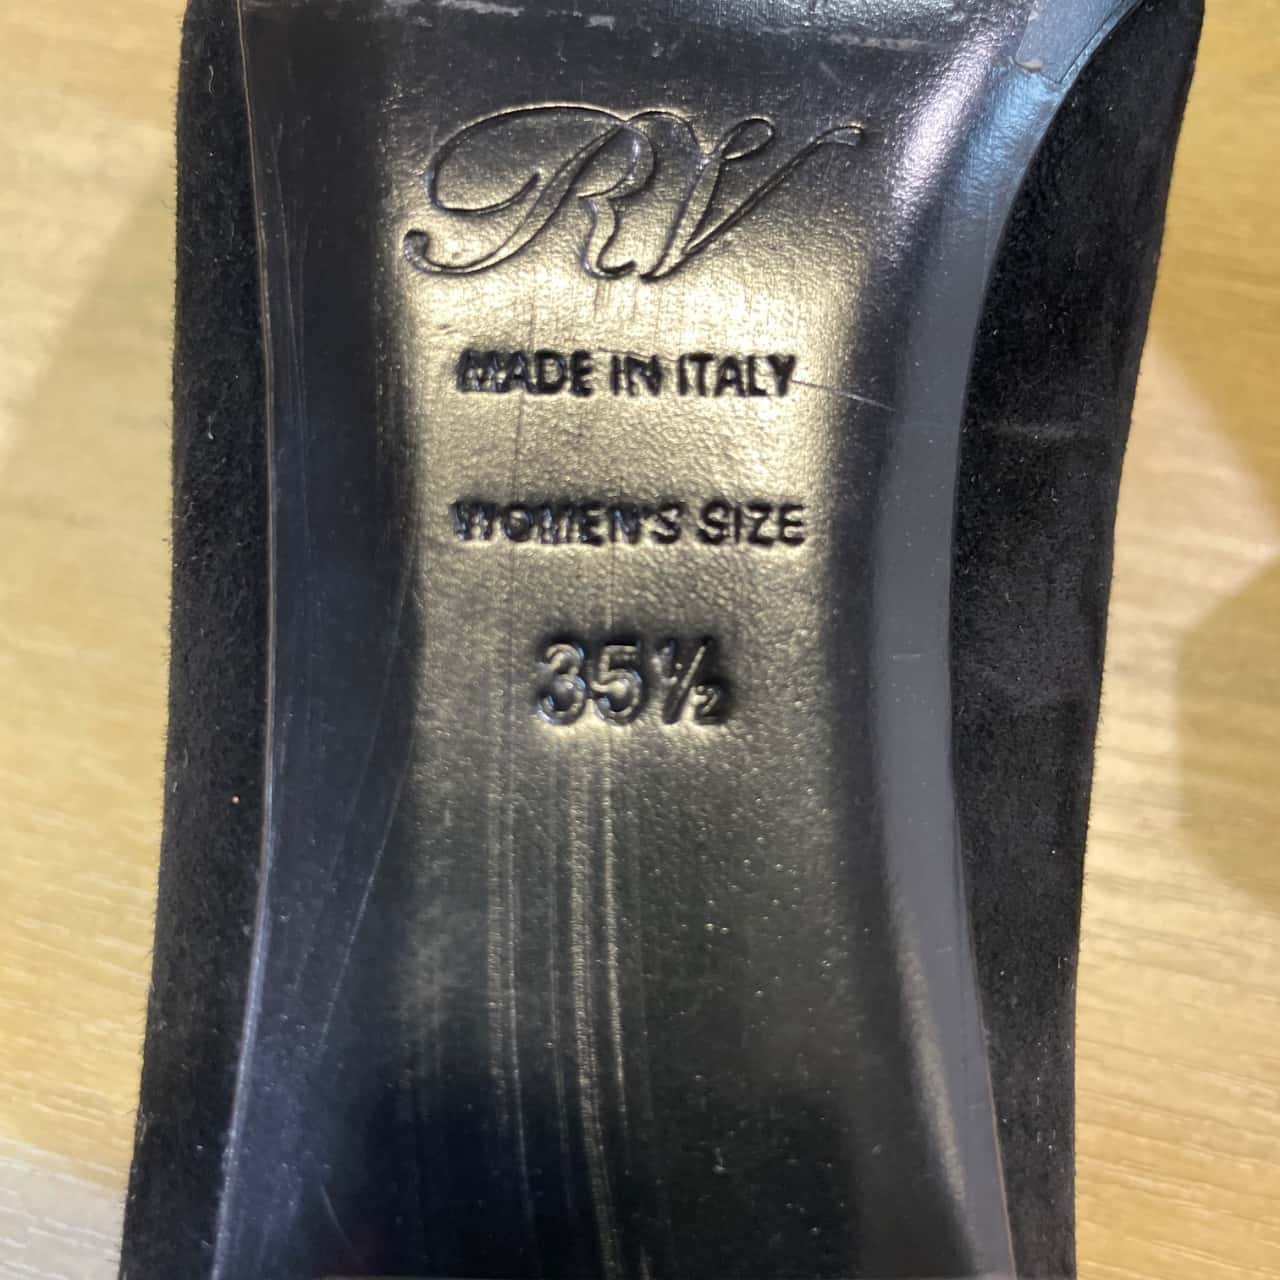 RV
MADE IN ITALY
WOMEN'S SIZE
35½